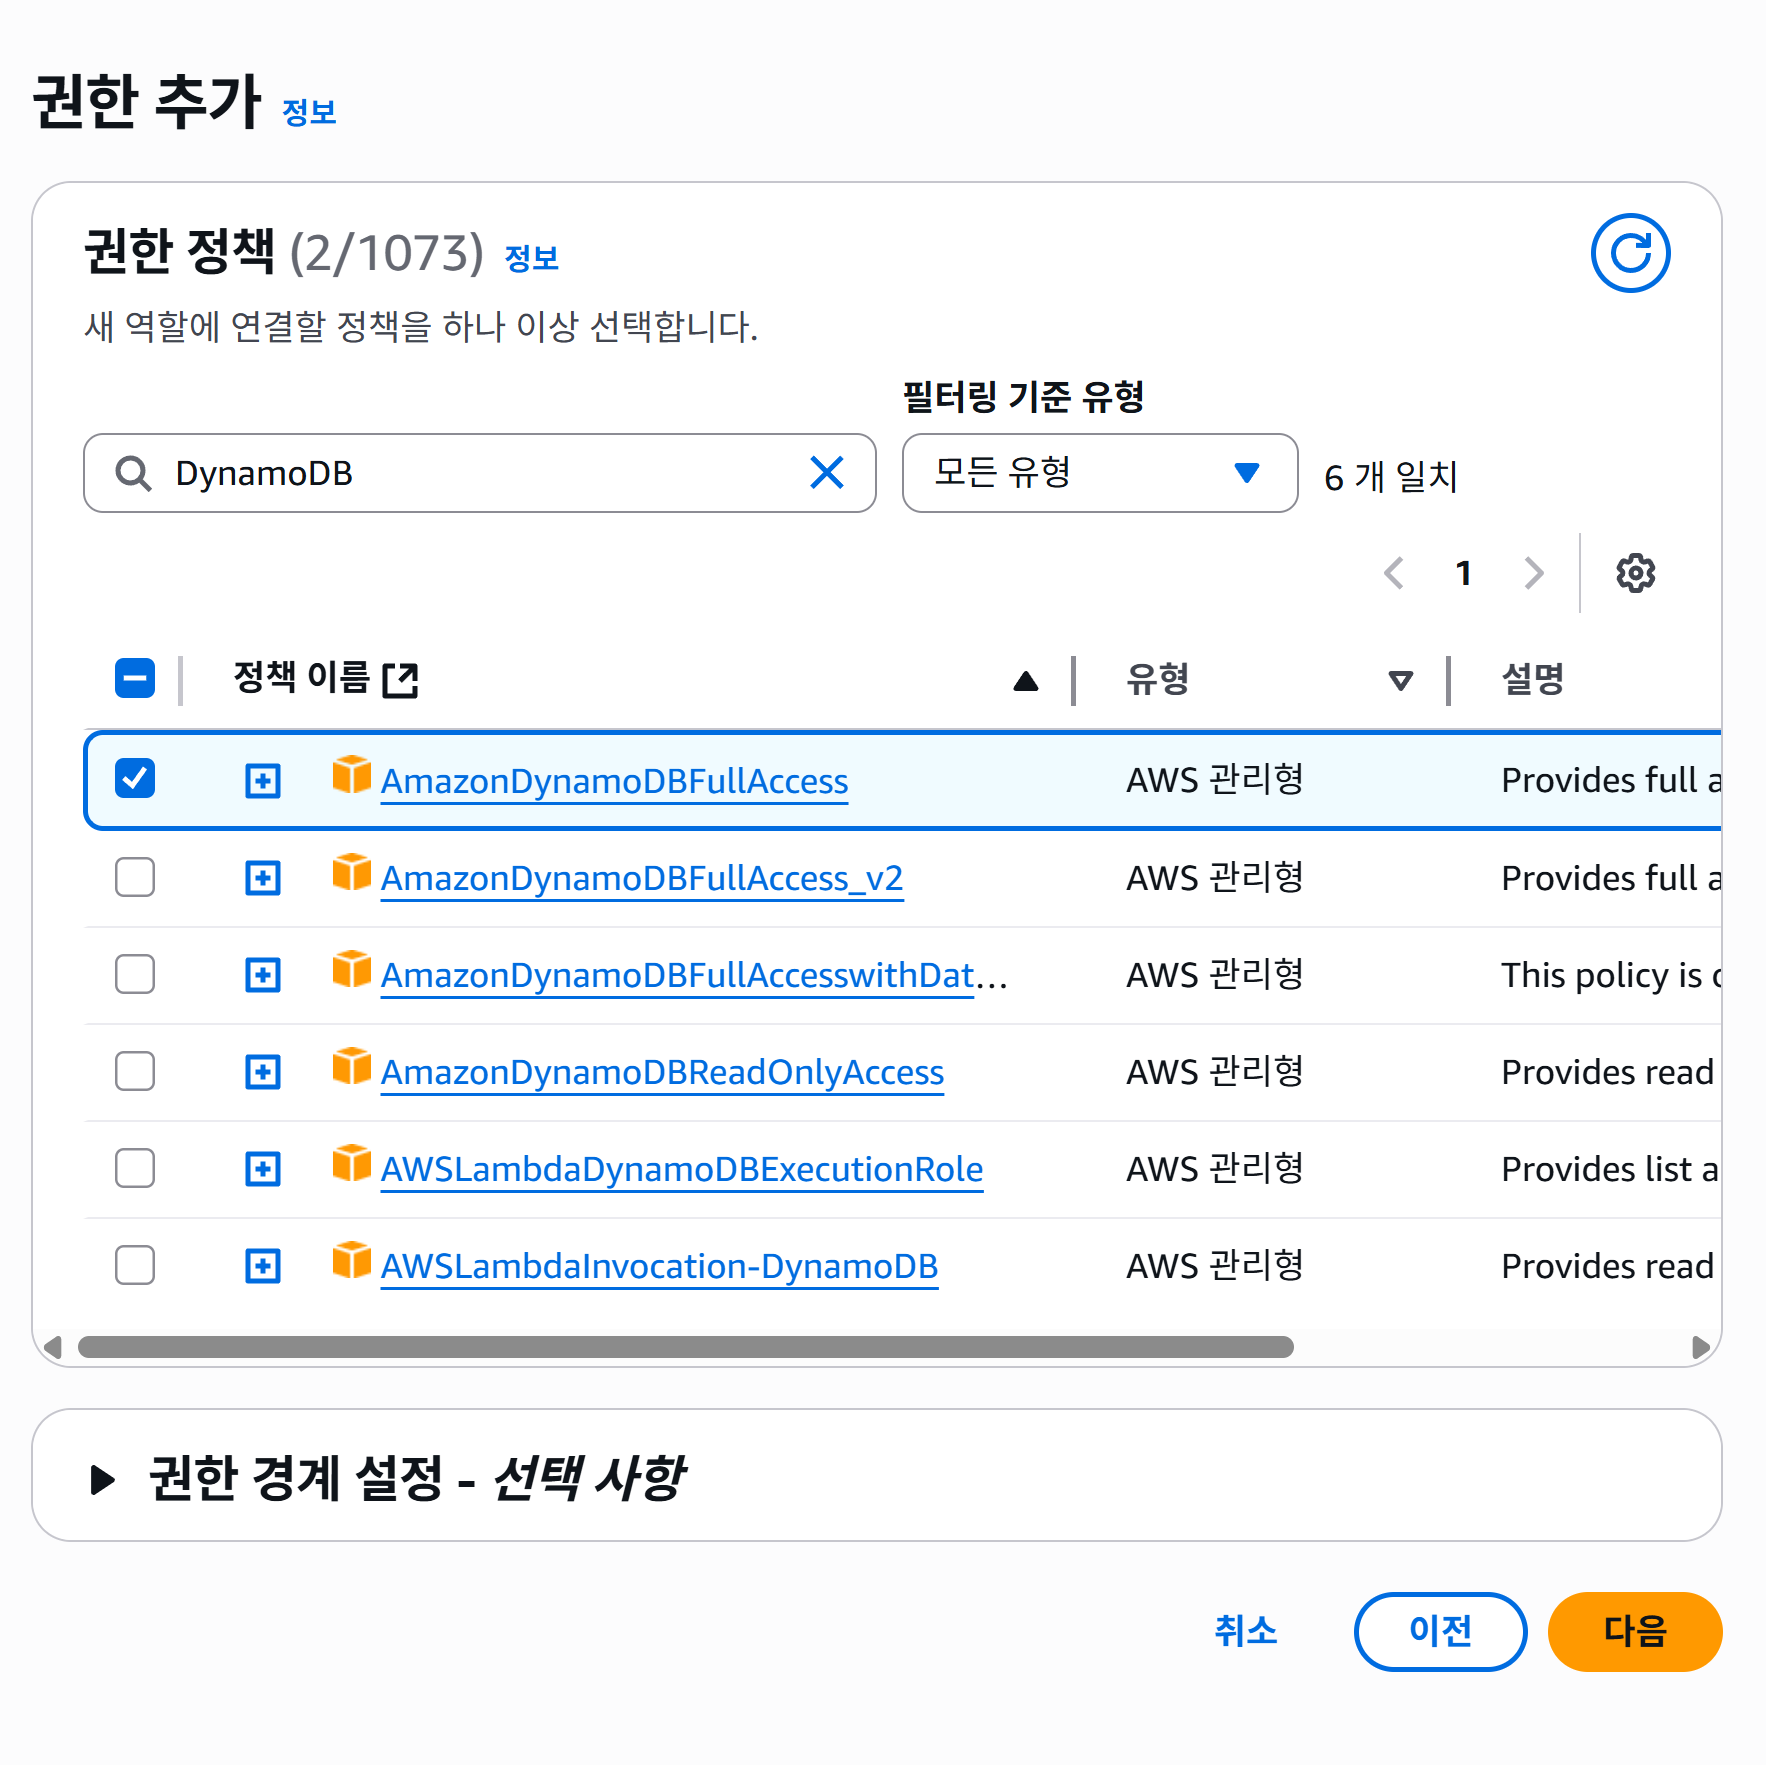 권한 추가 정보
권한 정책 (2/1073) 정보
새 역할에 연결할 정책을 하나 이상 선택합니다.
필터링 기준 유형
DynamoDB
모든 유형
6 개 일치
1
정책 이름
유형
설명
AmazonDynamoDBFullAccess
AWS 관리형
Provides full a
AmazonDynamoDBFullAccess_v2
AWS 관리형
Provides full a
AmazonDynamoDBFullAccesswithDat...
AWS 관리형
This policy is
AmazonDynamoDBReadOnlyAccess
AWS 관리형
Provides read
AWSLambdaDynamoDBExecutionRole
AWS 관리형
Provides list a
AWSLambdaInvocation-DynamoDB
AWS 관리형
Provides read
권한 경계 설정 - 선택 사항
취소
이전
다음